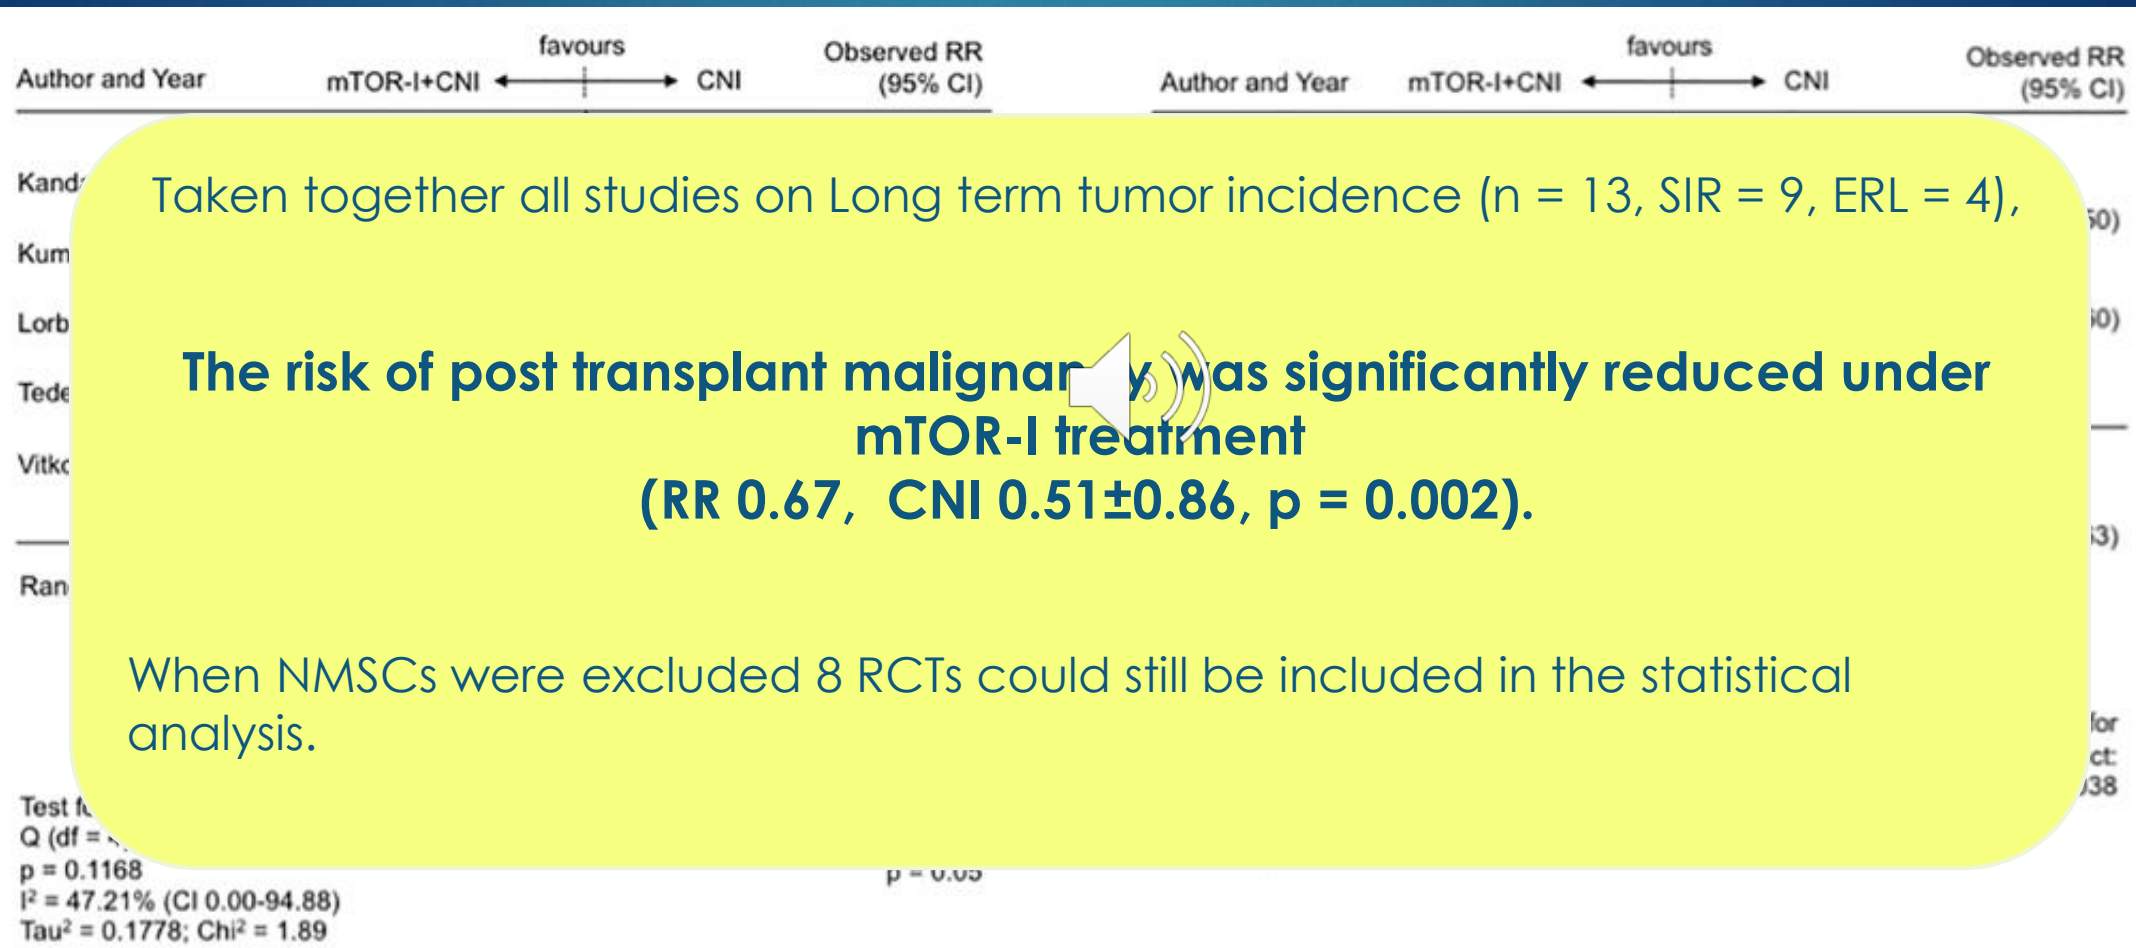 favours
Observed RR
Author and Year mTOR-I+CNI CNI (95% CI)
favours
Observed RR
Author and Year mTOR-I+CNI CNI (95% CI)
Taken together all studies on Long term tumor incidence (n = 13, SIR = 9, ERL = 4),
The risk of post transplant malignancy was significantly reduced under
mTOR-I treatment
(RR 0.67, CNI 0.51±0.86, p = 0.002).
When NMSCs were excluded 8 RCTs could still be included in the statistical
analysis.
Test
Q (df =
p = 0.1168
p = 0.05
I² = 47.21% (CI 0.00-94.88)
Tau² = 0.1778; Chi² = 1.89